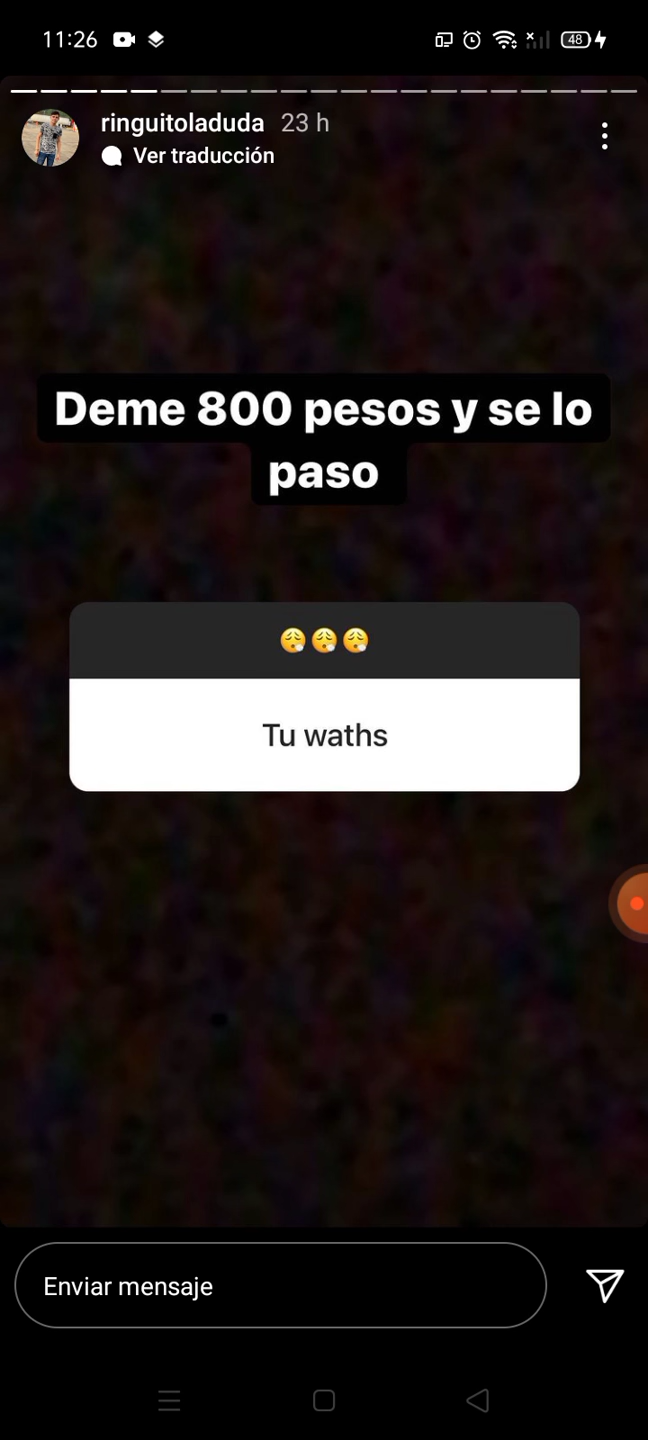 11:26
48
ringuitoladuda 23 h
Ver traducción
Deme 800 pesos y se lo
paso
😮‍💨😮‍💨😮‍💨
Tu waths
Enviar mensaje